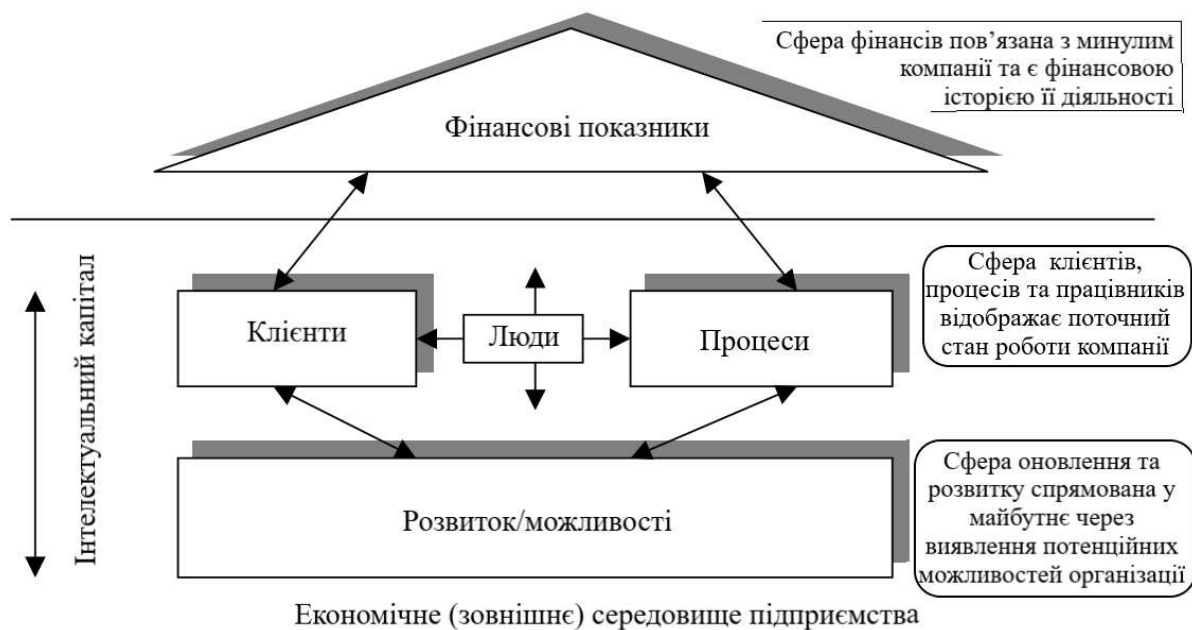 Сфера фінансів пов’язана з минулим
компанії та є фінансовою
історією її діяльності
Фінансові показники
Інтелектуальний капітал
Клієнти
Люди
Процеси
Сфера клієнтів,
процесів та працівників
відображає поточний
стан роботи компанії
Розвиток/можливості
Сфера оновлення та
розвитку спрямована у
майбутнє через
виявлення потенційних
можливостей організації
Економічне (зовнішнє) середовище підприємства